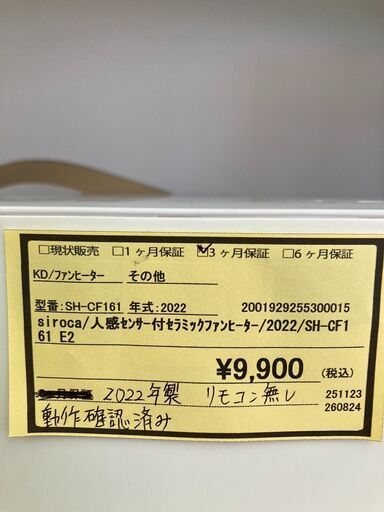 □現状販売 □1ヶ月保証 ☑3ヶ月保証 □6ヶ月保証
KD/ファンヒーター その他
型番:SH-CF161 年式:2022 2001929255300015
siroca/人感センサー付セラミックファンヒーター/2022/SH-CF1
61 E2
¥9,900 (税込)
2022年製 リモコン無し 251123
動作確認済み 260824